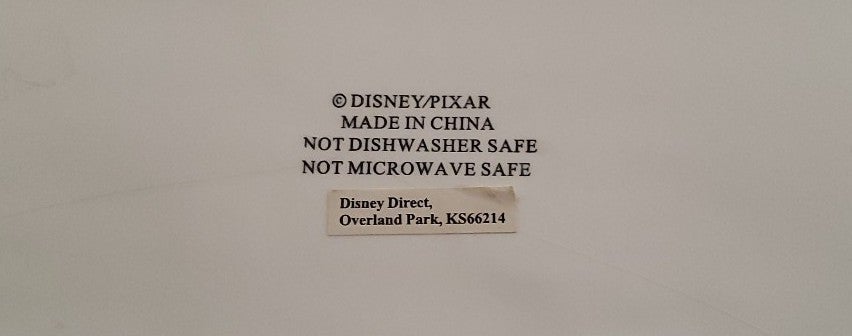 © DISNEY/PIXAR
MADE IN CHINA
NOT DISHWASHER SAFE
NOT MICROWAVE SAFE
Disney Direct,
Overland Park, KS66214